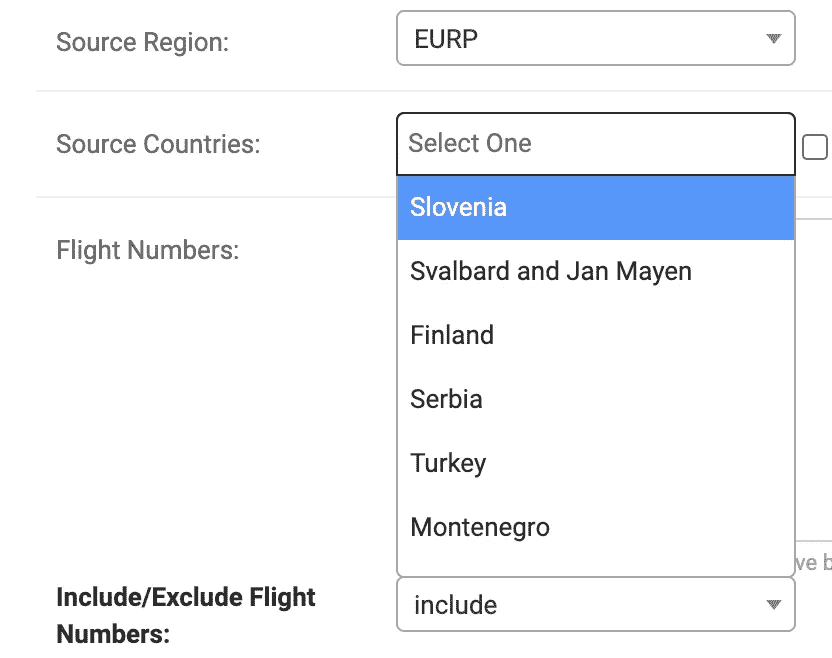 Source Region:
EURP
Source Countries:
Select One
Slovenia
Flight Numbers:
Svalbard and Jan Mayen
Finland
Serbia
Turkey
Montenegro
Include/Exclude Flight
Numbers:
include